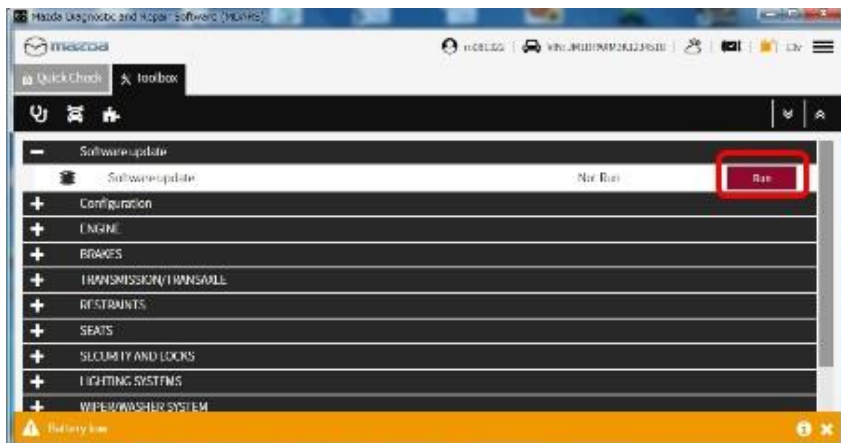 Mazda Diagnostic and Repair Software (MDARS)
mazda
VIN:
Quick Check Toolbox
Software update
Software update Not Run Run
Configuration
ENGINE
BRAKES
TRANSMISSION/TRANSAXLE
RESTRAINTS
SEATS
SECURITY AND LOCKS
LIGHTING SYSTEMS
WIPER/WASHER SYSTEM
Battery low